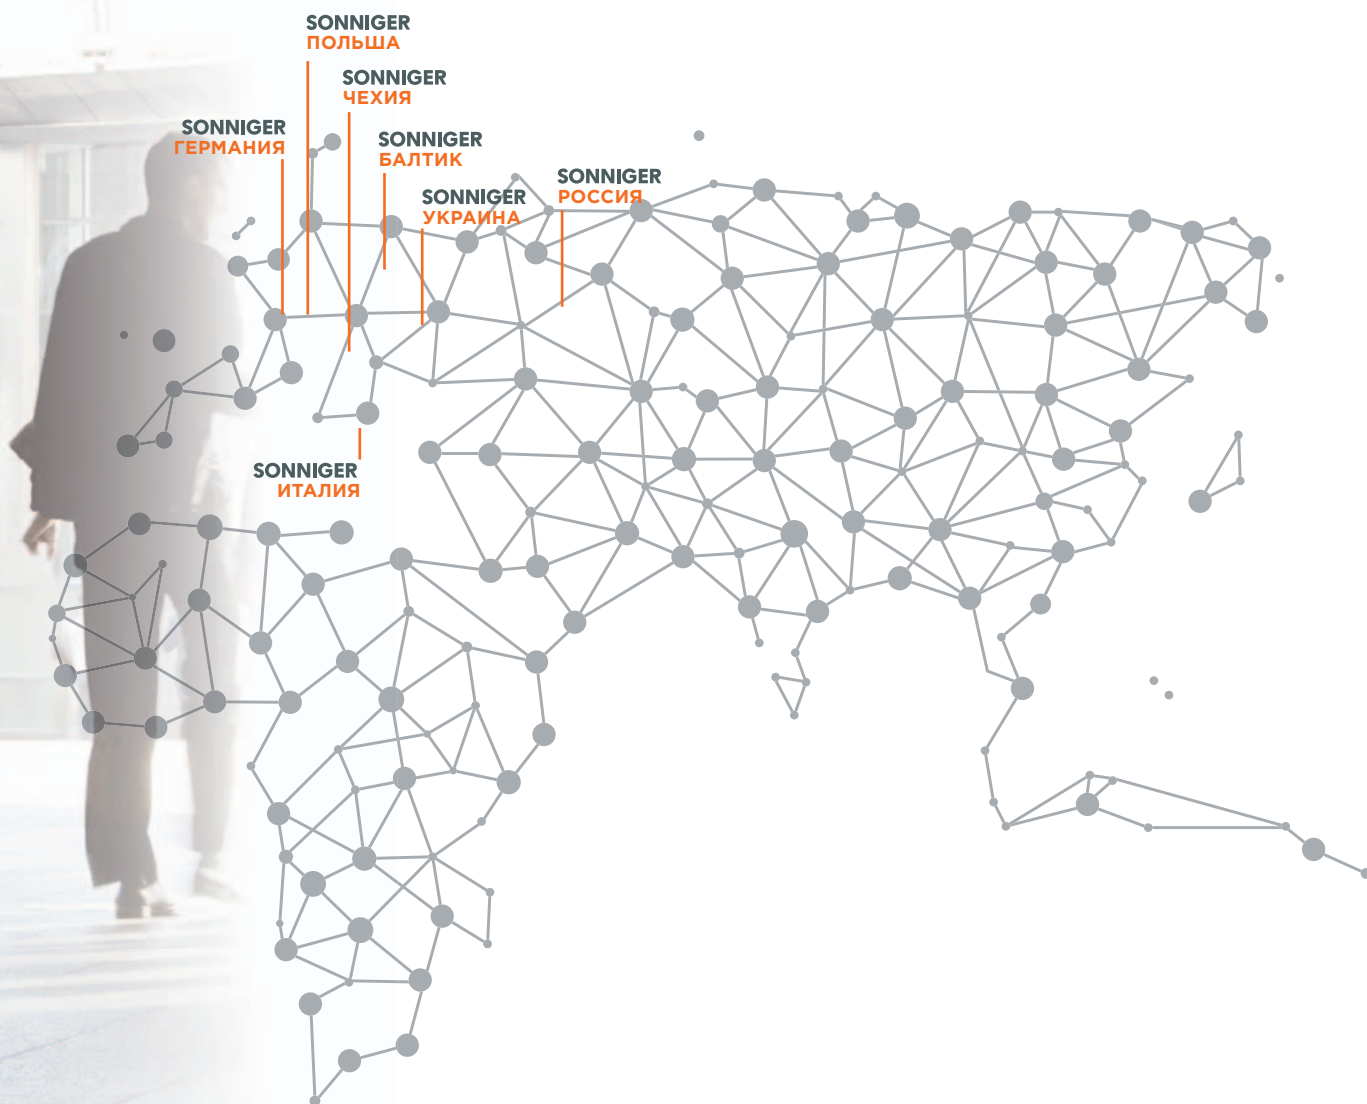 SONNIGER
ПОЛЬША
SONNIGER
ЧЕХИЯ
SONNIGER
ГЕРМАНИЯ
SONNIGER
БАЛТИК
SONNIGER
УКРАИНА
SONNIGER
РОССИЯ
SONNIGER
ИТАЛИЯ